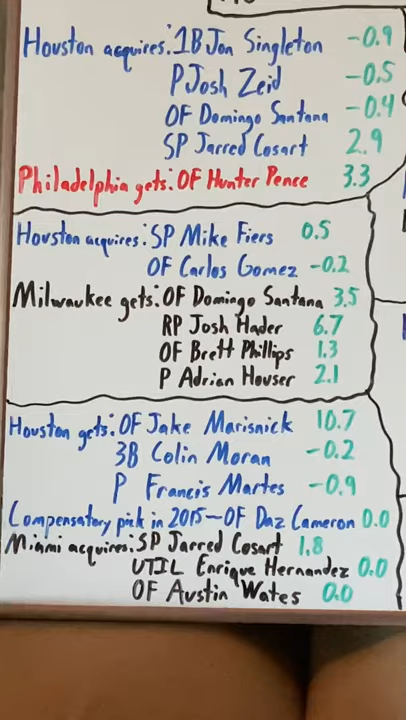 Houston acquires: 1B Jon Singleton -0.9
P Josh Zeid -0.5
OF Domingo Santana -0.4
SP Jarred Cosart 2.9
Philadelphia gets: OF Hunter Pence 3.3
Houston acquires: SP Mike Fiers 0.5
OF Carlos Gomez -0.2
Milwaukee gets: OF Domingo Santana 3.5
RP Josh Hader 6.7
OF Brett Phillips 1.3
P Adrian Houser 2.1
Houston gets: OF Jake Marisnick 10.7
3B Colin Moran -0.2
P Francis Martes -0.9
Compensatory pick in 2015-OF Daz Cameron 0.0
Miami acquires: SP Jarred Cosart 1.8
UTIL Enrique Hernandez 0.0
OF Austin Wates 0.0